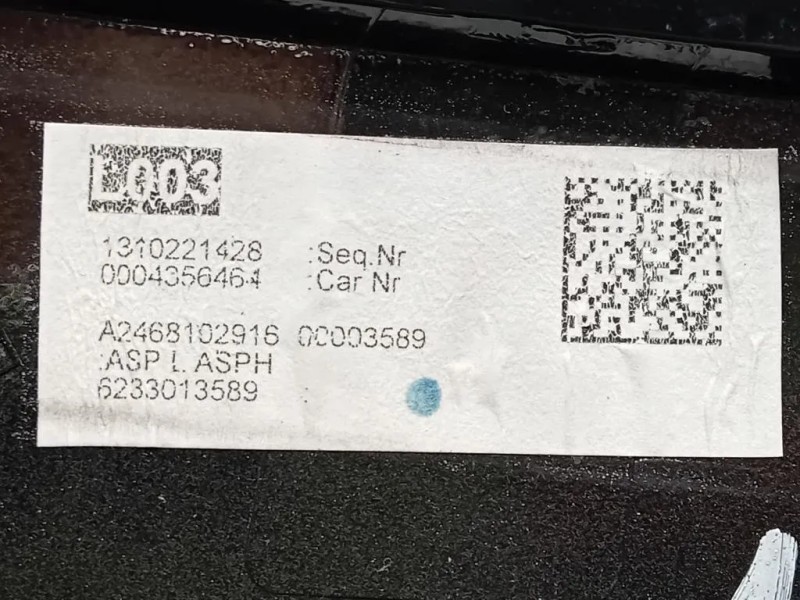 L003
1310221428 :Seq.Nr
0004356464 :Car Nr
A2468102916 00003589
:ASP L ASPH
6233013589